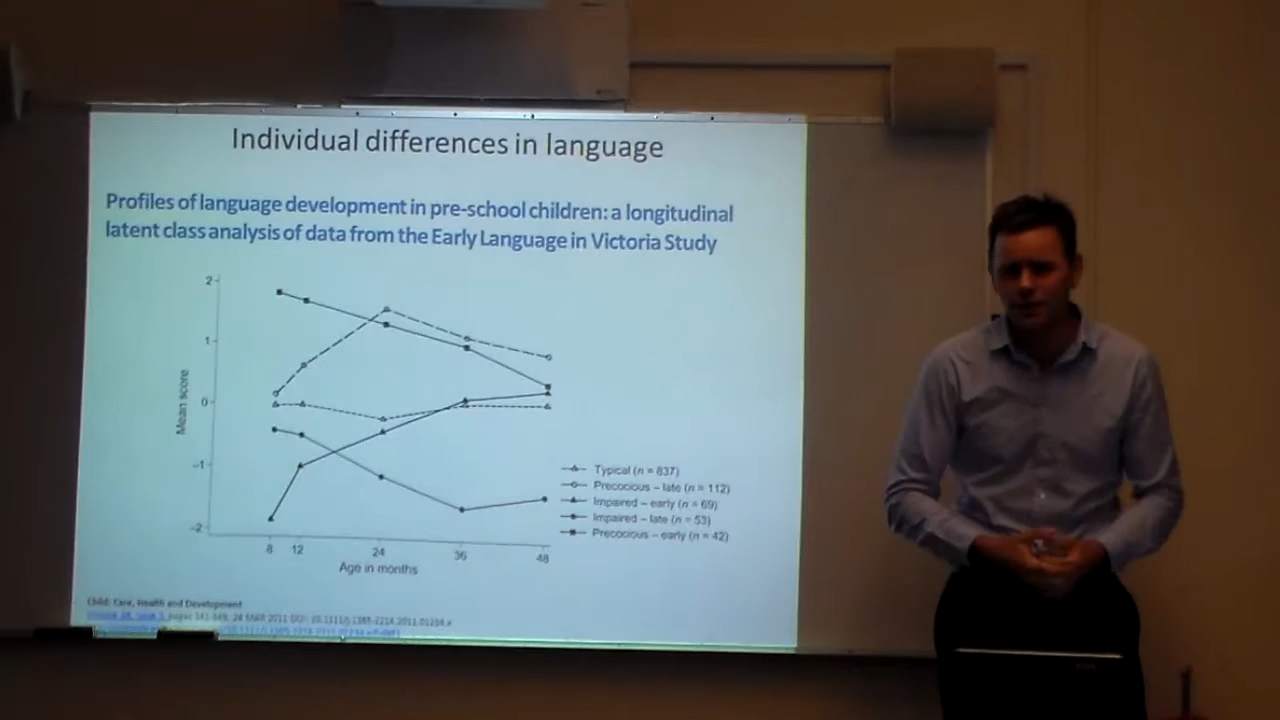 Individual differences in language
Profiles of language development in pre-school children: a longitudinal
latent class analysis of data from the Early Language in Victoria Study
2
1
0
–1
–2
Mean score
8 12 24 36 48
Age in months
Typical (n = 837)
Precocious – late (n = 112)
Impaired – early (n = 69)
Impaired – late (n = 53)
Precocious – early (n = 42)
Child: Care, Health and Development